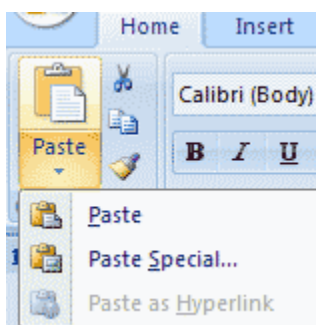 Home Insert
Calibri (Body)
Paste
B I U
Paste
Paste Special...
Paste as Hyperlink